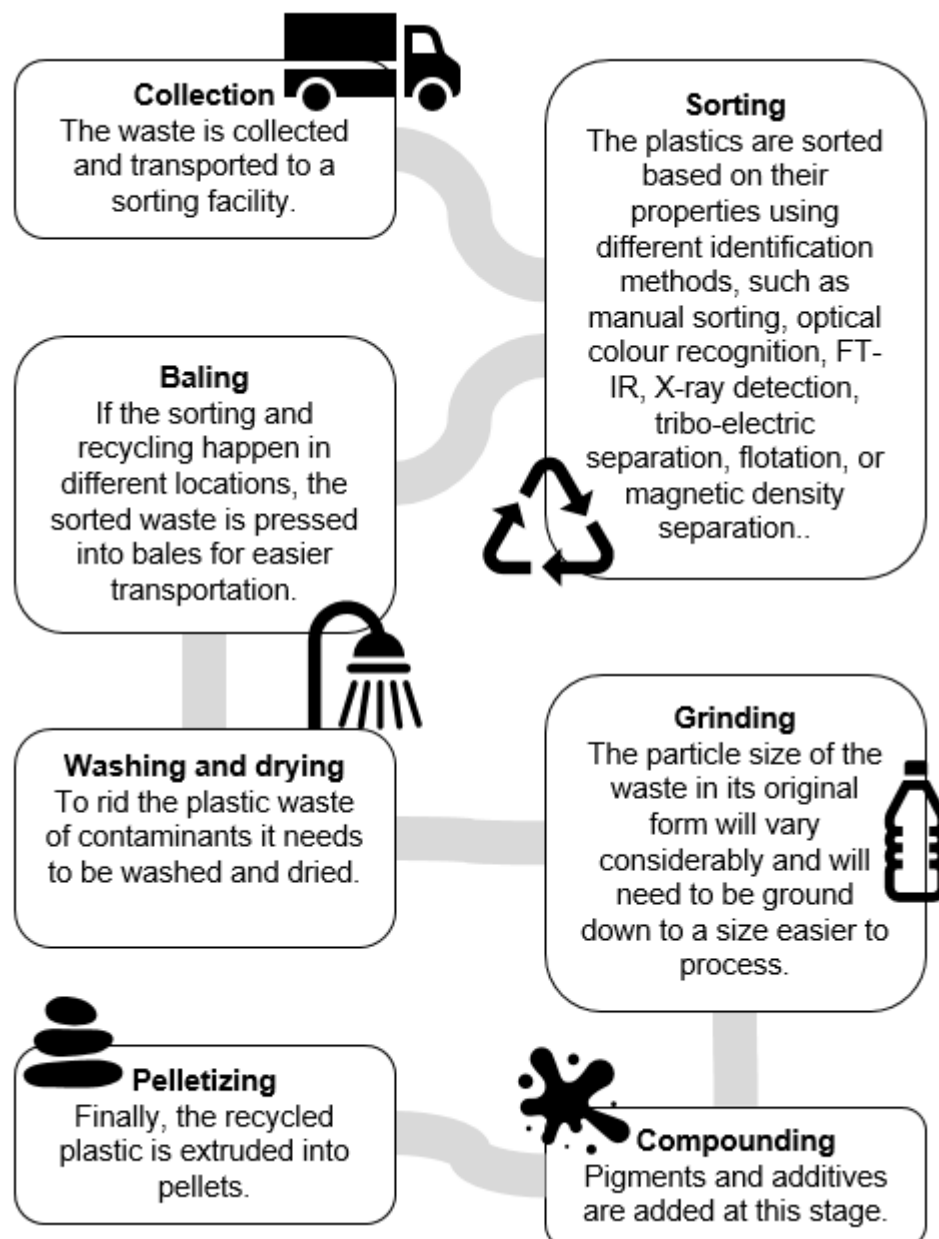 Collection
The waste is collected
and transported to a
sorting facility.
Sorting
The plastics are sorted
based on their
properties using
different identification
methods, such as
manual sorting, optical
colour recognition, FT-
IR, X-ray detection,
tribo-electric
separation, flotation, or
magnetic density
separation..
Baling
If the sorting and
recycling happen in
different locations, the
sorted waste is pressed
into bales for easier
transportation.
Washing and drying
To rid the plastic waste
of contaminants it needs
to be washed and dried.
Grinding
The particle size of the
waste in its original
form will vary
considerably and will
need to be ground
down to a size easier to
process.
Compounding
Pigments and additives
are added at this stage.
Pelletizing
Finally, the recycled
plastic is extruded into
pellets.